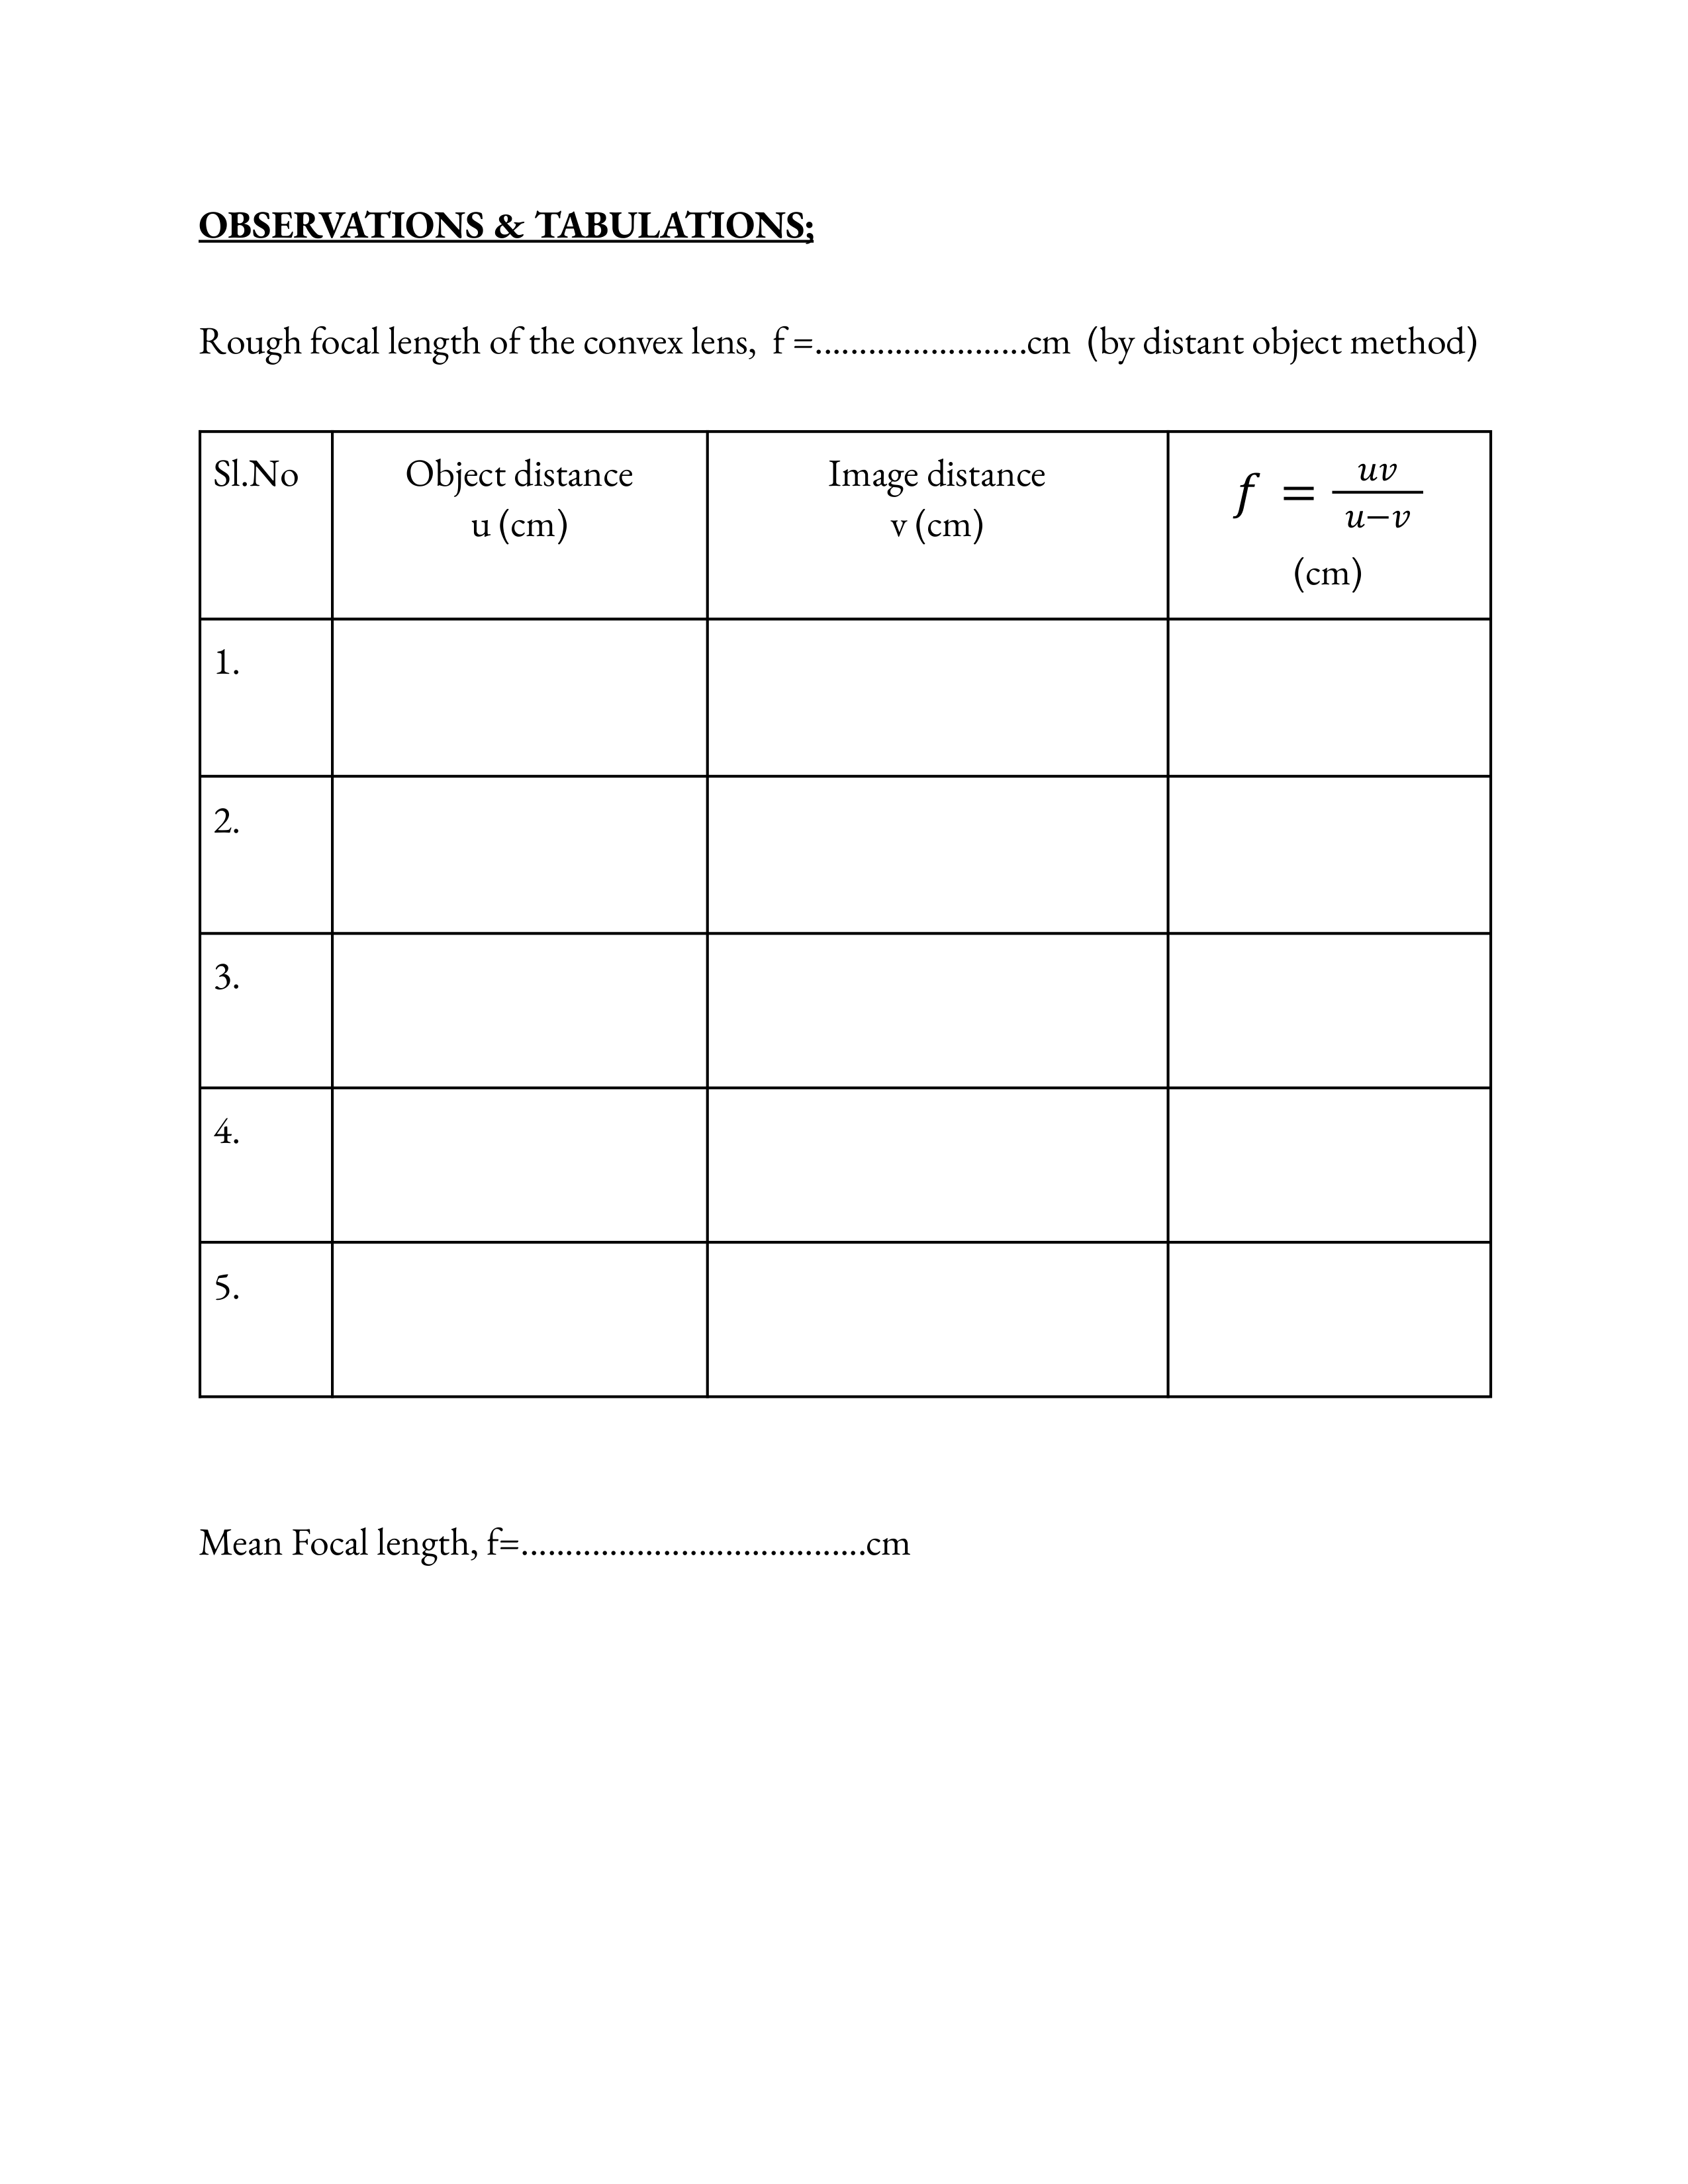 OBSERVATIONS & TABULATIONS;
Rough focal length of the convex lens,  f =........................cm  (by distant object method)
Sl.No
Object distance
u (cm)
Image distance
v (cm)
f = uv/u−v
(cm)
1.
2.
3.
4.
5.
Mean Focal length, f=.......................................cm